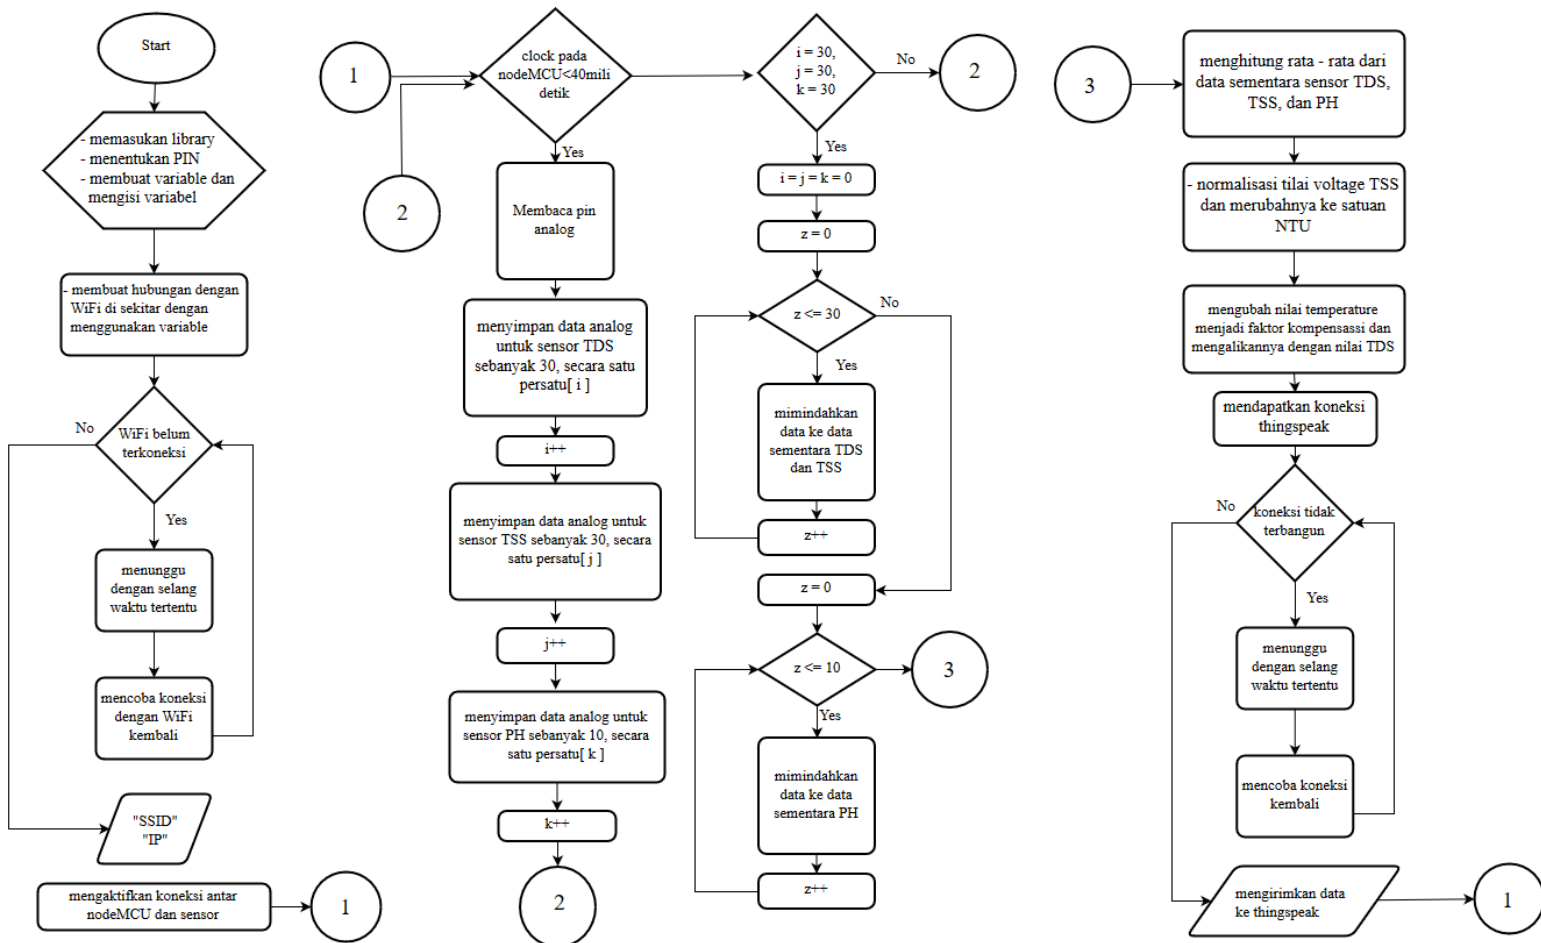 Start
- memasukan library
- menentukan PIN
- membuat variable dan
mengisi variabel
- membuat hubungan dengan
WiFi di sekitar dengan
menggunakan variable
No
WiFi belum
terkoneksi
Yes
menunggu
dengan selang
waktu tertentu
mencoba koneksi
dengan WiFi
kembali
"SSID"
"IP"
mengaktifkan koneksi antar
nodeMCU dan sensor
1
1
2
clock pada
nodeMCU<40mili
detik
Yes
Membaca pin
analog
menyimpan data analog
untuk sensor TDS
sebanyak 30, secara satu
persatu[ i ]
i++
menyimpan data analog untuk
sensor TSS sebanyak 30, secara
satu persatu[ j ]
j++
menyimpan data analog untuk
sensor PH sebanyak 10, secara
satu persatu[ k ]
k++
2
i = 30,
j = 30,
k = 30
No
2
Yes
i = j = k = 0
z = 0
z <= 30
No
Yes
mimindahkan
data ke data
sementara TDS
dan TSS
z++
z = 0
z <= 10
3
Yes
mimindahkan
data ke data
sementara PH
z++
3
menghitung rata - rata dari
data sementara sensor TDS,
TSS, dan PH
- normalisasi tilai voltage TSS
dan merubahnya ke satuan
NTU
mengubah nilai temperature
menjadi faktor kompensassi dan
mengalikannya dengan nilai TDS
mendapatkan koneksi
thingspeak
No
koneksi tidak
terbangun
Yes
menunggu
dengan selang
waktu tertentu
mencoba koneksi
kembali
mengirimkan data
ke thingspeak
1